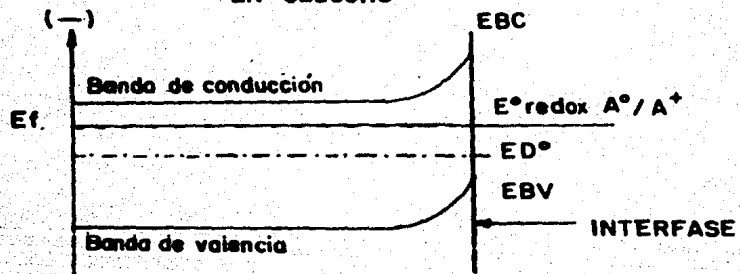 (—)
EBC
Banda de conducción
Ef.
E° redox A°/A⁺
ED°
EBV
INTERFASE
Banda de valencia